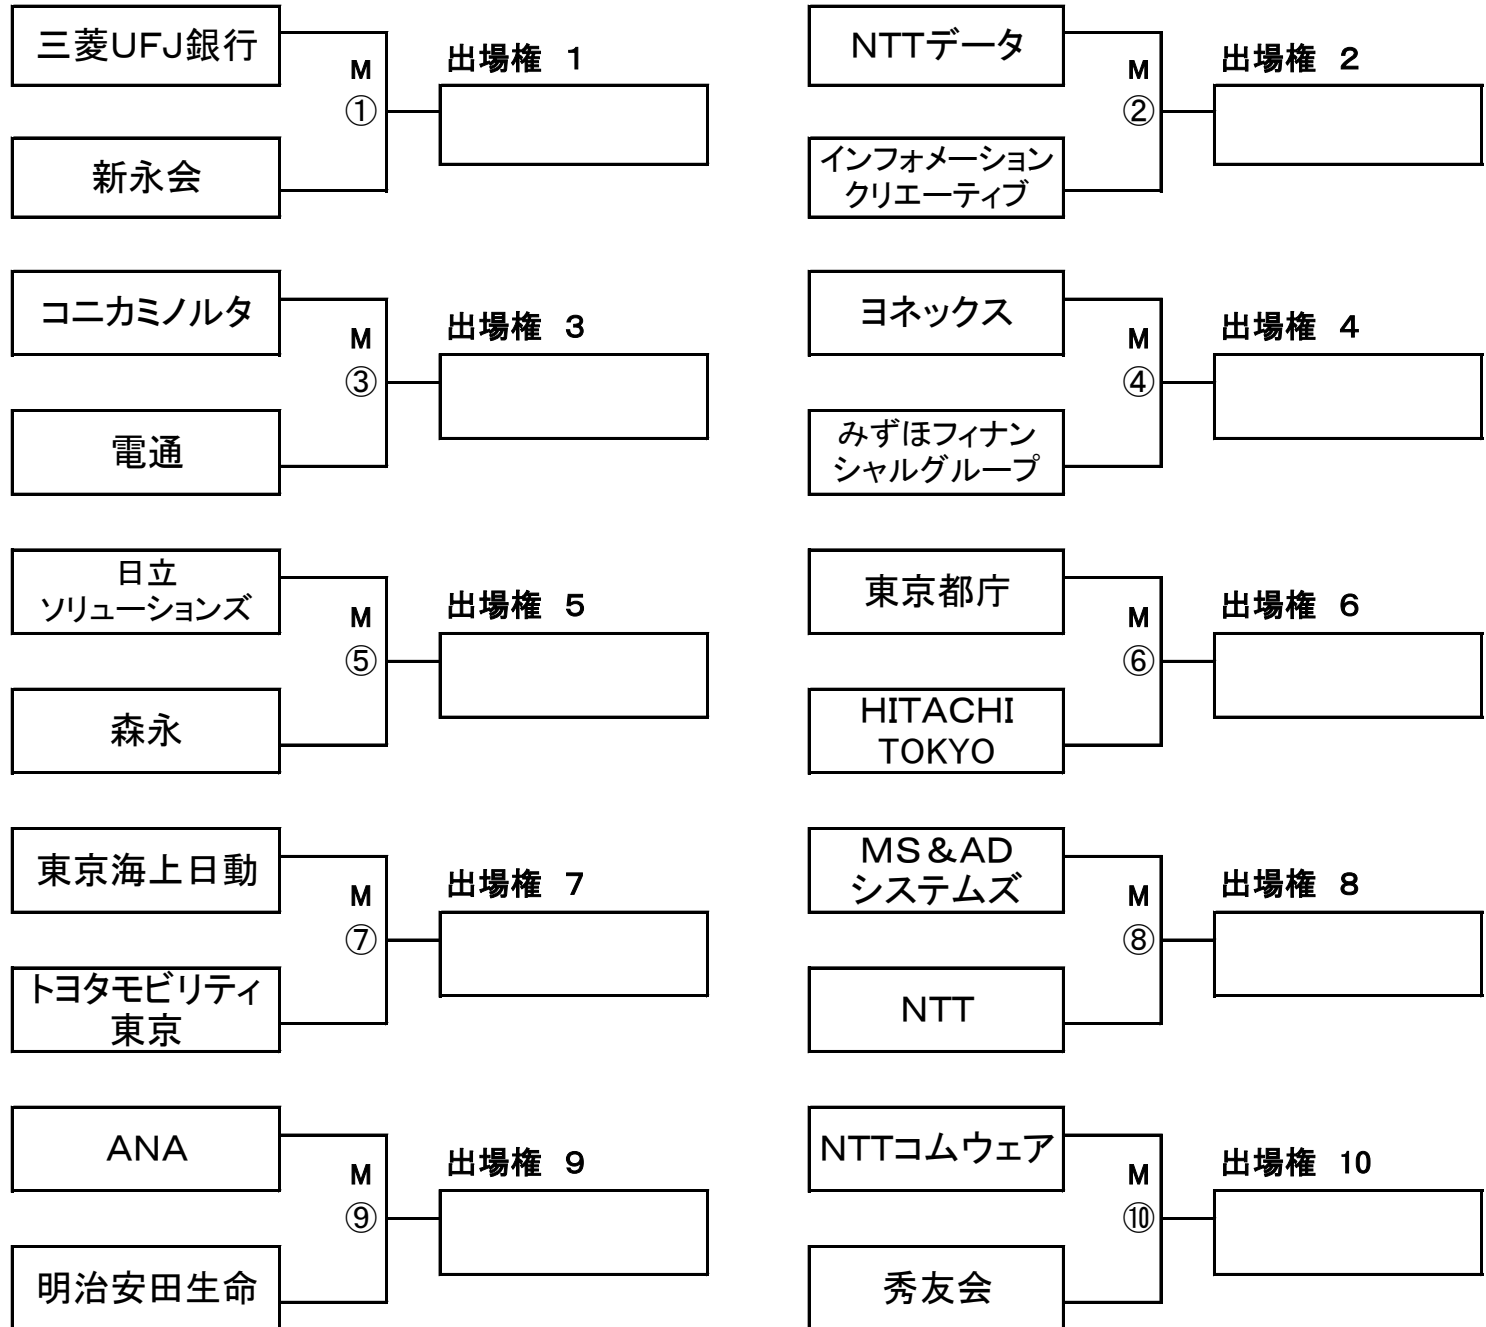 三菱UFJ銀行
M
①
出場権 1
新永会
NTTデータ
M
②
出場権 2
インフォメーション
クリエーティブ
コニカミノルタ
M
③
出場権 3
電通
ヨネックス
M
④
出場権 4
みずほフィナン
シャルグループ
日立
ソリューションズ
M
⑤
出場権 5
森永
東京都庁
M
⑥
出場権 6
HITACHI
TOKYO
東京海上日動
M
⑦
出場権 7
トヨタモビリティ
東京
MS&AD
システムズ
M
⑧
出場権 8
NTT
ANA
M
⑨
出場権 9
明治安田生命
NTTコムウェア
M
⑩
出場権 10
秀友会